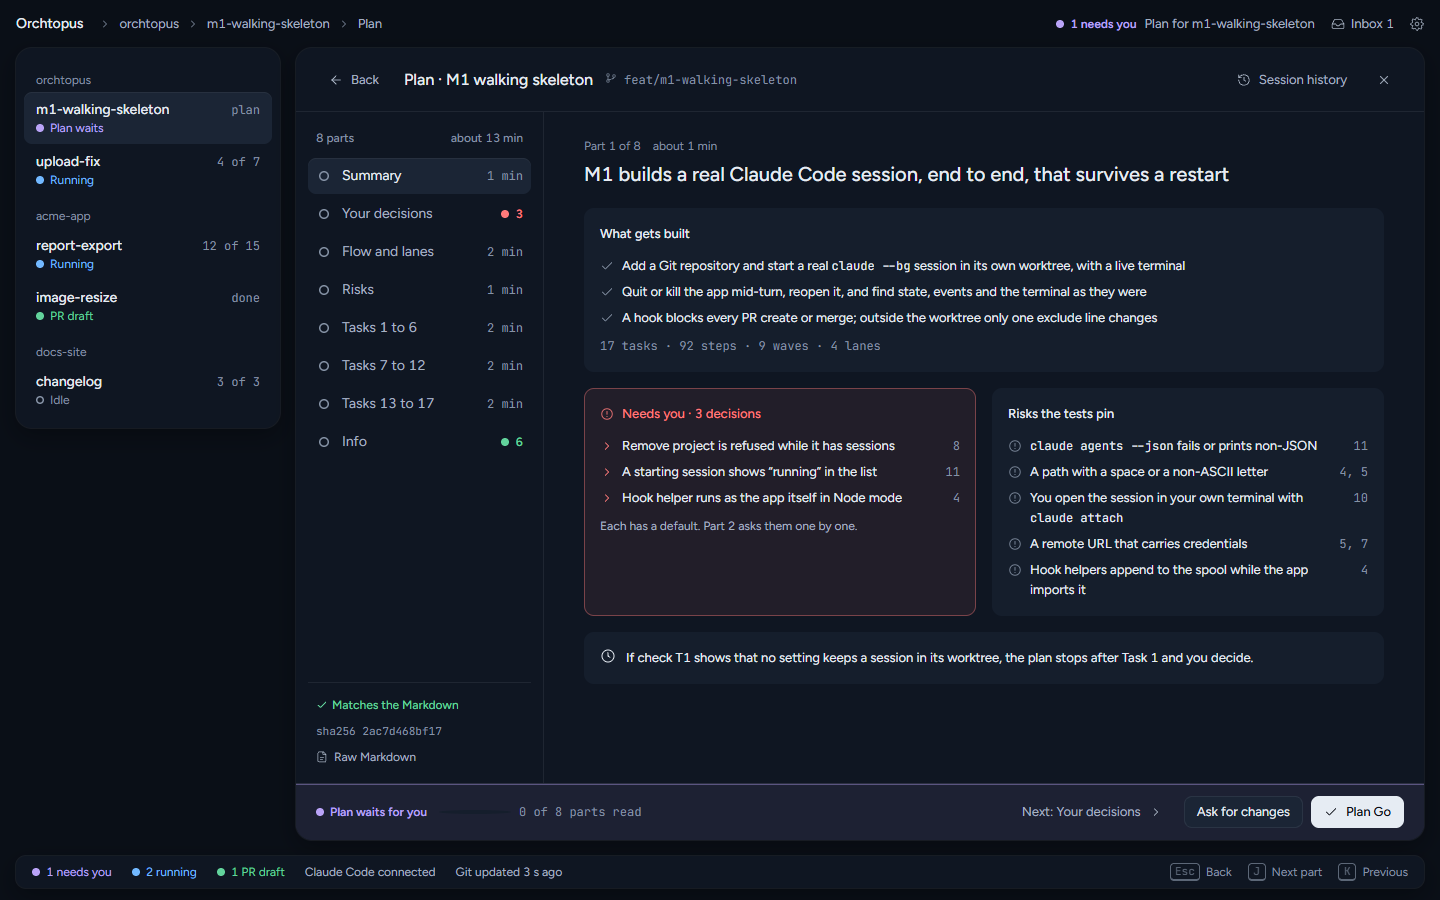 Orchtopus
orchtopus
m1-walking-skeleton
Plan
1 needs you Plan for m1-walking-skeleton
Inbox 1
orchtopus
m1-walking-skeleton plan
Plan waits
upload-fix 4 of 7
Running
acme-app
report-export 12 of 15
Running
image-resize done
PR draft
docs-site
changelog 3 of 3
Idle
Back
Plan · M1 walking skeleton
feat/m1-walking-skeleton
Session history
8 parts about 13 min
Summary 1 min
Your decisions 3
Flow and lanes 2 min
Risks 1 min
Tasks 1 to 6 2 min
Tasks 7 to 12 2 min
Tasks 13 to 17 2 min
Info 6
Matches the Markdown
sha256 2ac7d468bf17
Raw Markdown
Part 1 of 8 about 1 min
M1 builds a real Claude Code session, end to end, that survives a restart
What gets built
Add a Git repository and start a real claude --bg session in its own worktree, with a live terminal
Quit or kill the app mid-turn, reopen it, and find state, events and the terminal as they were
A hook blocks every PR create or merge; outside the worktree only one exclude line changes
17 tasks · 92 steps · 9 waves · 4 lanes
Needs you · 3 decisions
Remove project is refused while it has sessions 8
A starting session shows “running” in the list 11
Hook helper runs as the app itself in Node mode 4
Each has a default. Part 2 asks them one by one.
Risks the tests pin
claude agents --json fails or prints non-JSON 11
A path with a space or a non-ASCII letter 4, 5
You open the session in your own terminal with 10
claude attach
A remote URL that carries credentials 5, 7
Hook helpers append to the spool while the app 4
imports it
If check T1 shows that no setting keeps a session in its worktree, the plan stops after Task 1 and you decide.
Plan waits for you
0 of 8 parts read
Next: Your decisions
Ask for changes
Plan Go
1 needs you
2 running
1 PR draft
Claude Code connected
Git updated 3 s ago
Esc Back
J Next part
K Previous